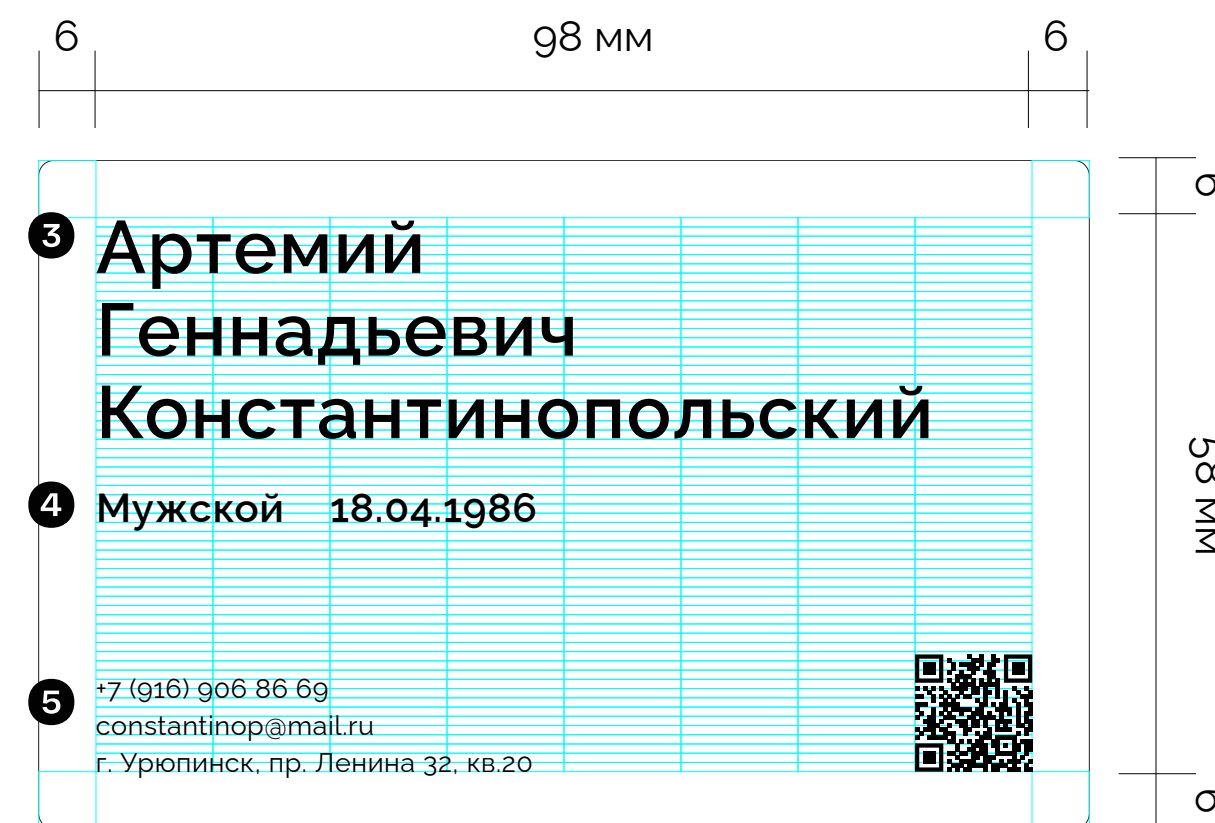 6 98 мм 6
6
3 Артемий
Геннадьевич
Константинопольский
58 мм
4 Мужской 18.04.1986
5 +7 (916) 906 86 69
constantinop@mail.ru
г. Урюпинск, пр. Ленина 32, кв.20
6